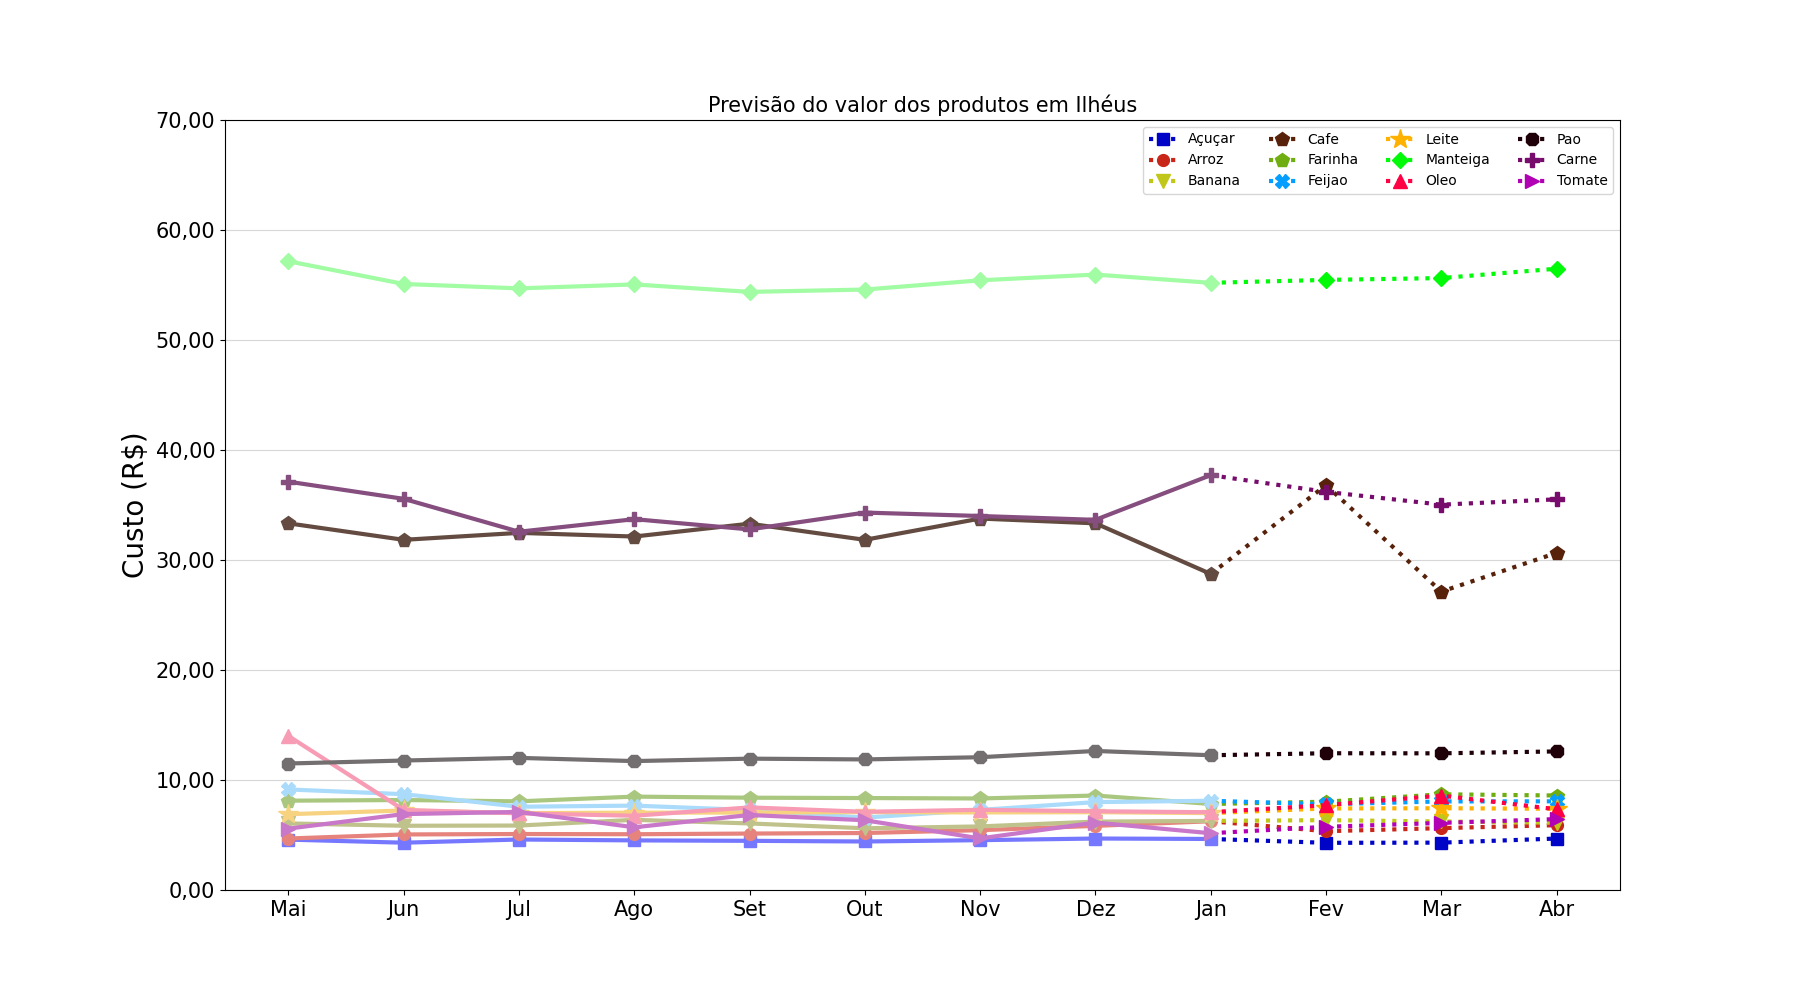 Previsão do valor dos produtos em Ilhéus
70,00
60,00
50,00
40,00
30,00
20,00
10,00
0,00
Custo (R$)
Açuçar Cafe Leite Pao
Arroz Farinha Manteiga Carne
Banana Feijao Oleo Tomate
Mai Jun Jul Ago Set Out Nov Dez Jan Fev Mar Abr